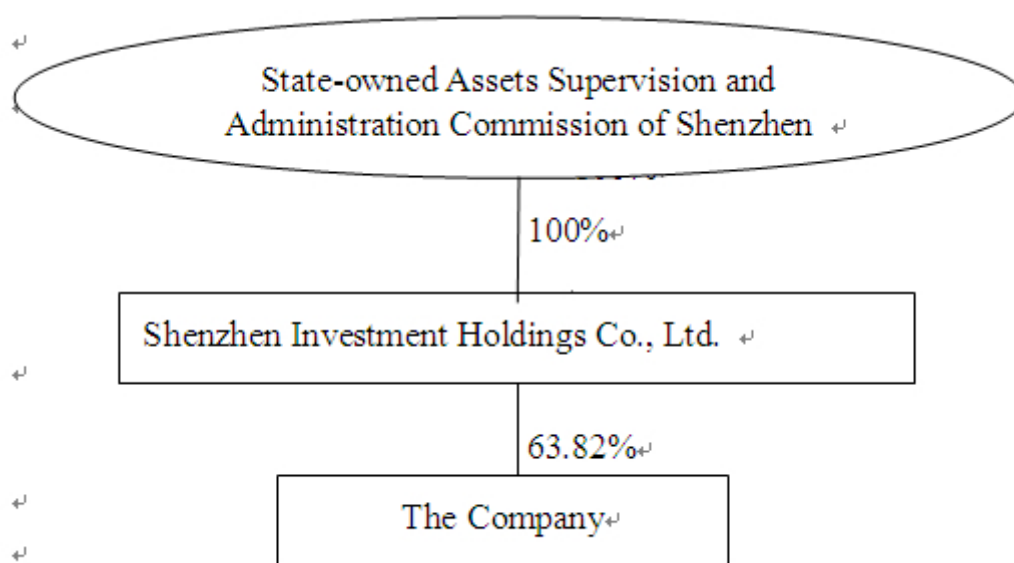 State-owned Assets Supervision and
Administration Commission of Shenzhen
100%
Shenzhen Investment Holdings Co., Ltd.
63.82%
The Company